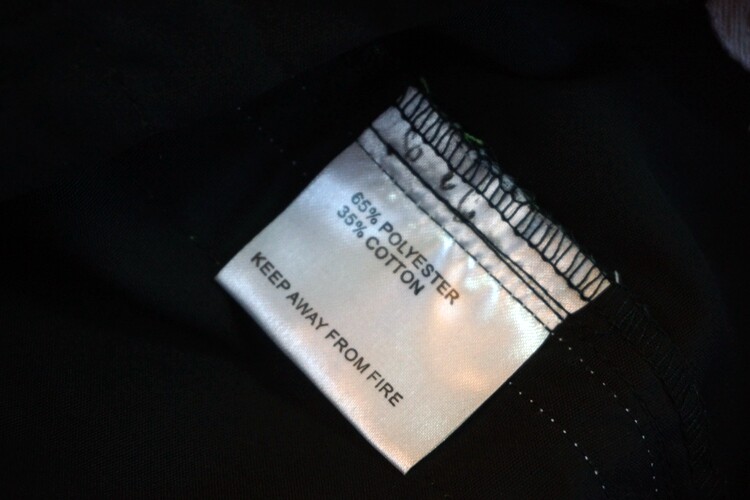 65% POLYESTER
35% COTTON
KEEP AWAY FROM FIRE